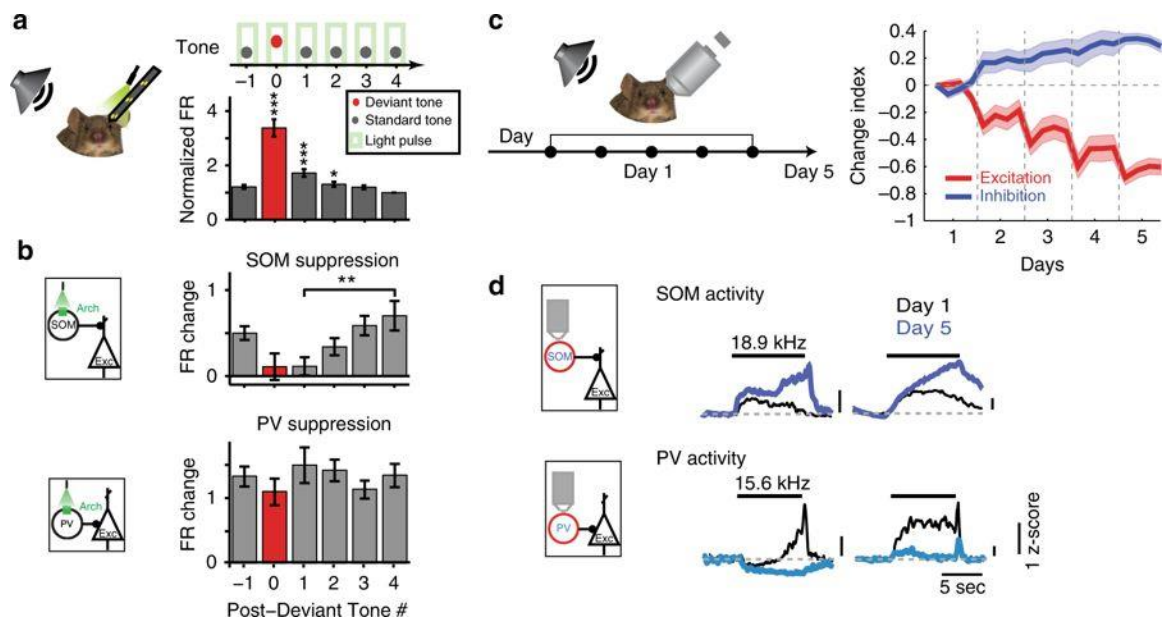 a
Tone
−1 0 1 2 3 4
Deviant tone
Standard tone
Light pulse
Normalized FR
4
2
0
***
***
*
b
SOM suppression
Arch
SOM
Exc
FR change
1
0
**
PV suppression
Arch
PV
Exc
FR change
1
0
−1 0 1 2 3 4
Post−Deviant Tone #
c
Day
Day 1
Day 5
Change index
0.4
0.2
0
−0.2
−0.4
−0.6
−0.8
−1
Excitation
Inhibition
1 2 3 4 5
Days
d
SOM activity
Day 1
Day 5
SOM
Exc
18.9 kHz
PV activity
PV
Exc
15.6 kHz
1 z-score
5 sec